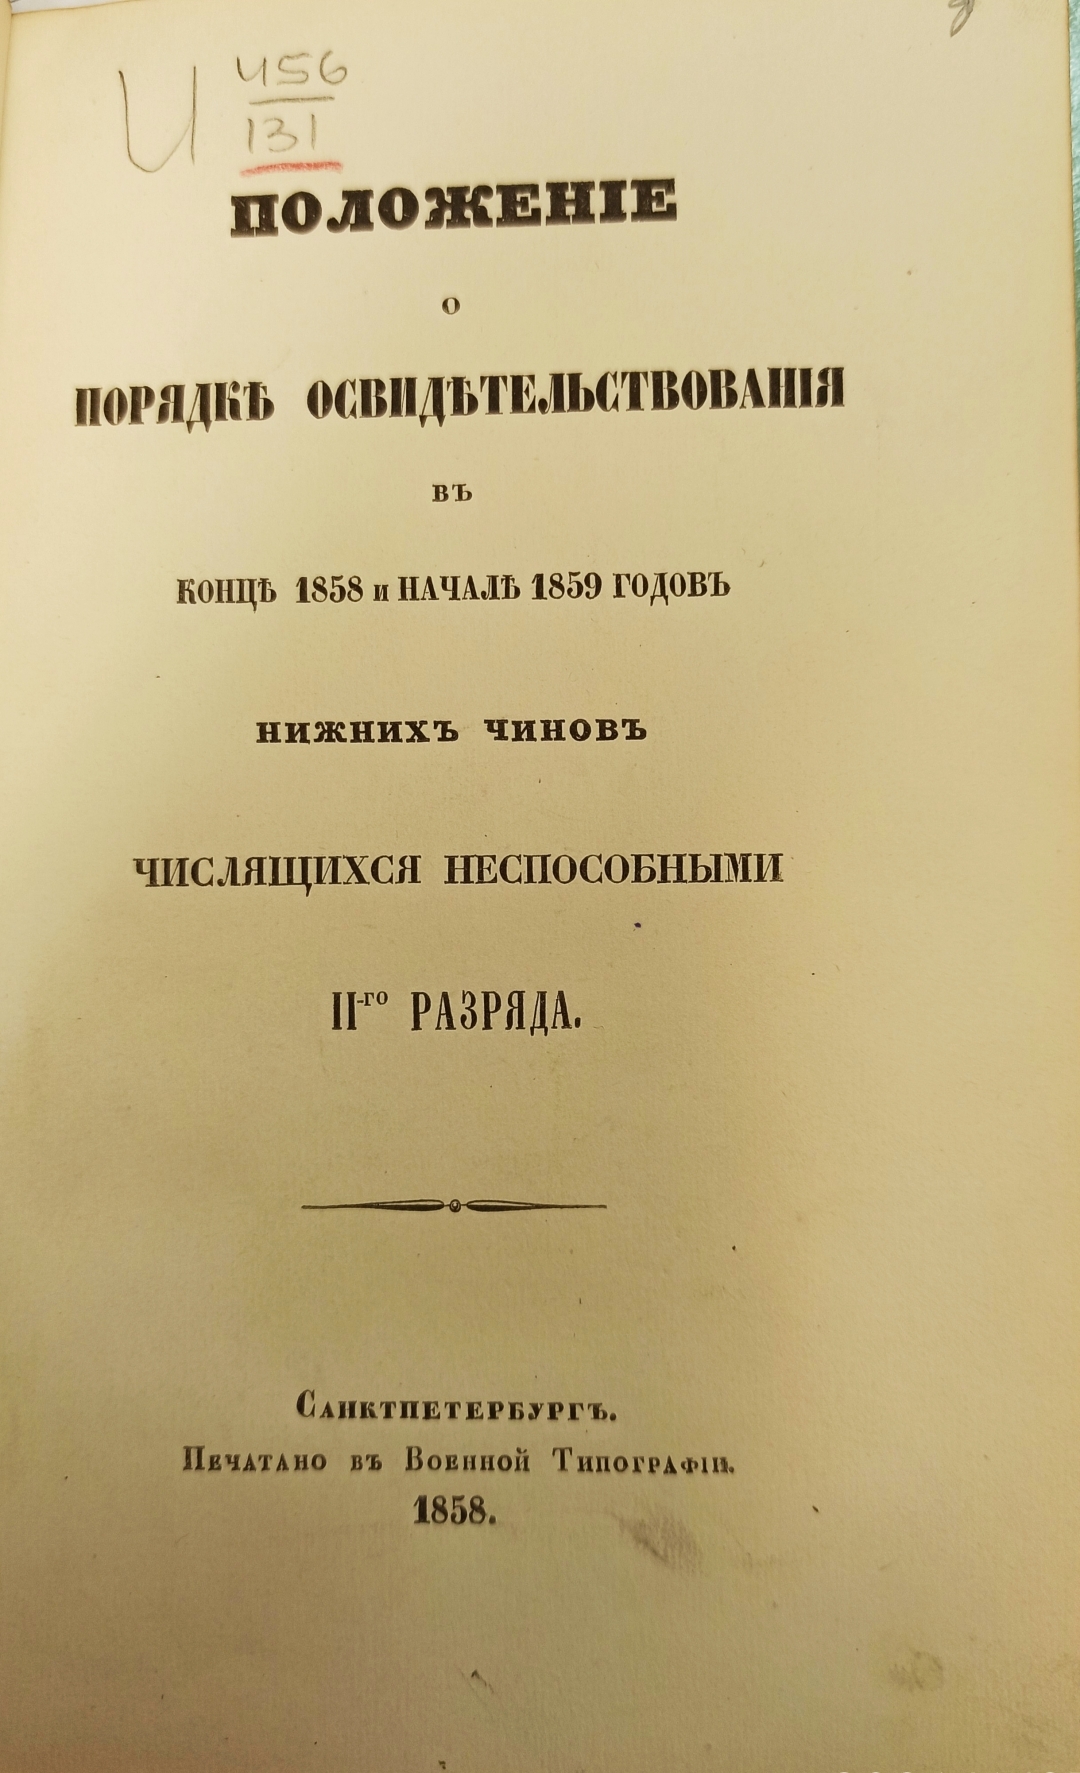 И 456
131
ПОЛОЖЕНІЕ
О
ПОРЯДКѢ ОСВИДѢТЕЛЬСТВОВАНІЯ
ВЪ
КОНЦѢ 1858 и НАЧАЛѢ 1859 ГОДОВЪ
НИЖНИХЪ ЧИНОВЪ
ЧИСЛЯЩИХСЯ НЕСПОСОБНЫМИ
II-го РАЗРЯДА.
Санктпетербургъ.
Печатано въ Военной Типографіи.
1858.